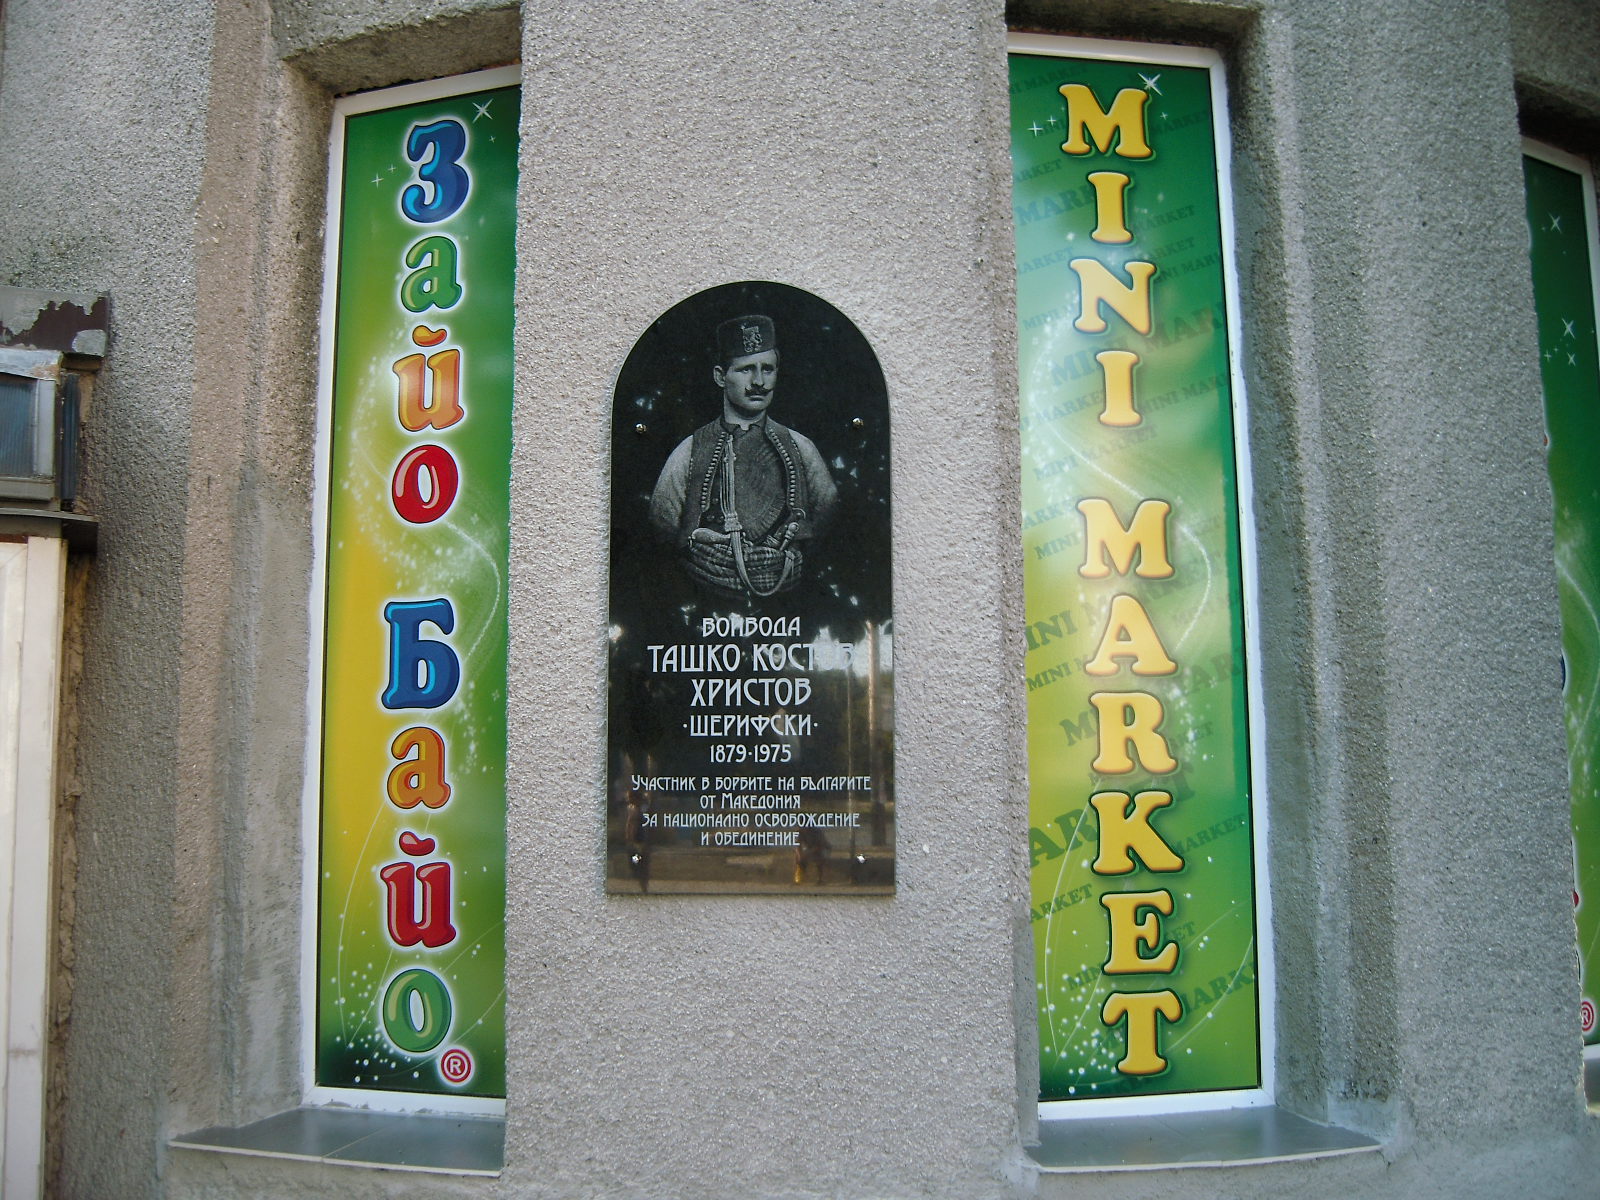 Зайо Байо
®
ВОЙВОДА
ТАШКО КОСТОВ
ХРИСТОВ
·ШЕРИФСКИ·
1879·1975
УЧАСТНИК В БОРБИТЕ НА БЪЛГАРИТЕ
ОТ МАКЕДОНИЯ
ЗА НАЦИОНАЛНО ОСВОБОЖДЕНИЕ
И ОБЕДИНЕНИЕ
MINI MARKET
®